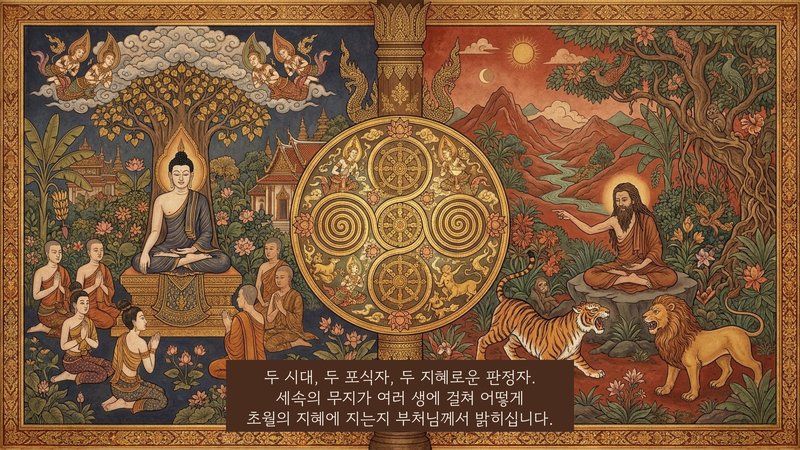 두 시대, 두 포식자, 두 지혜로운 판정자.
세속의 무지가 여러 생에 걸쳐 어떻게
초월의 지혜에 지는지 부처님께서 밝히십니다.